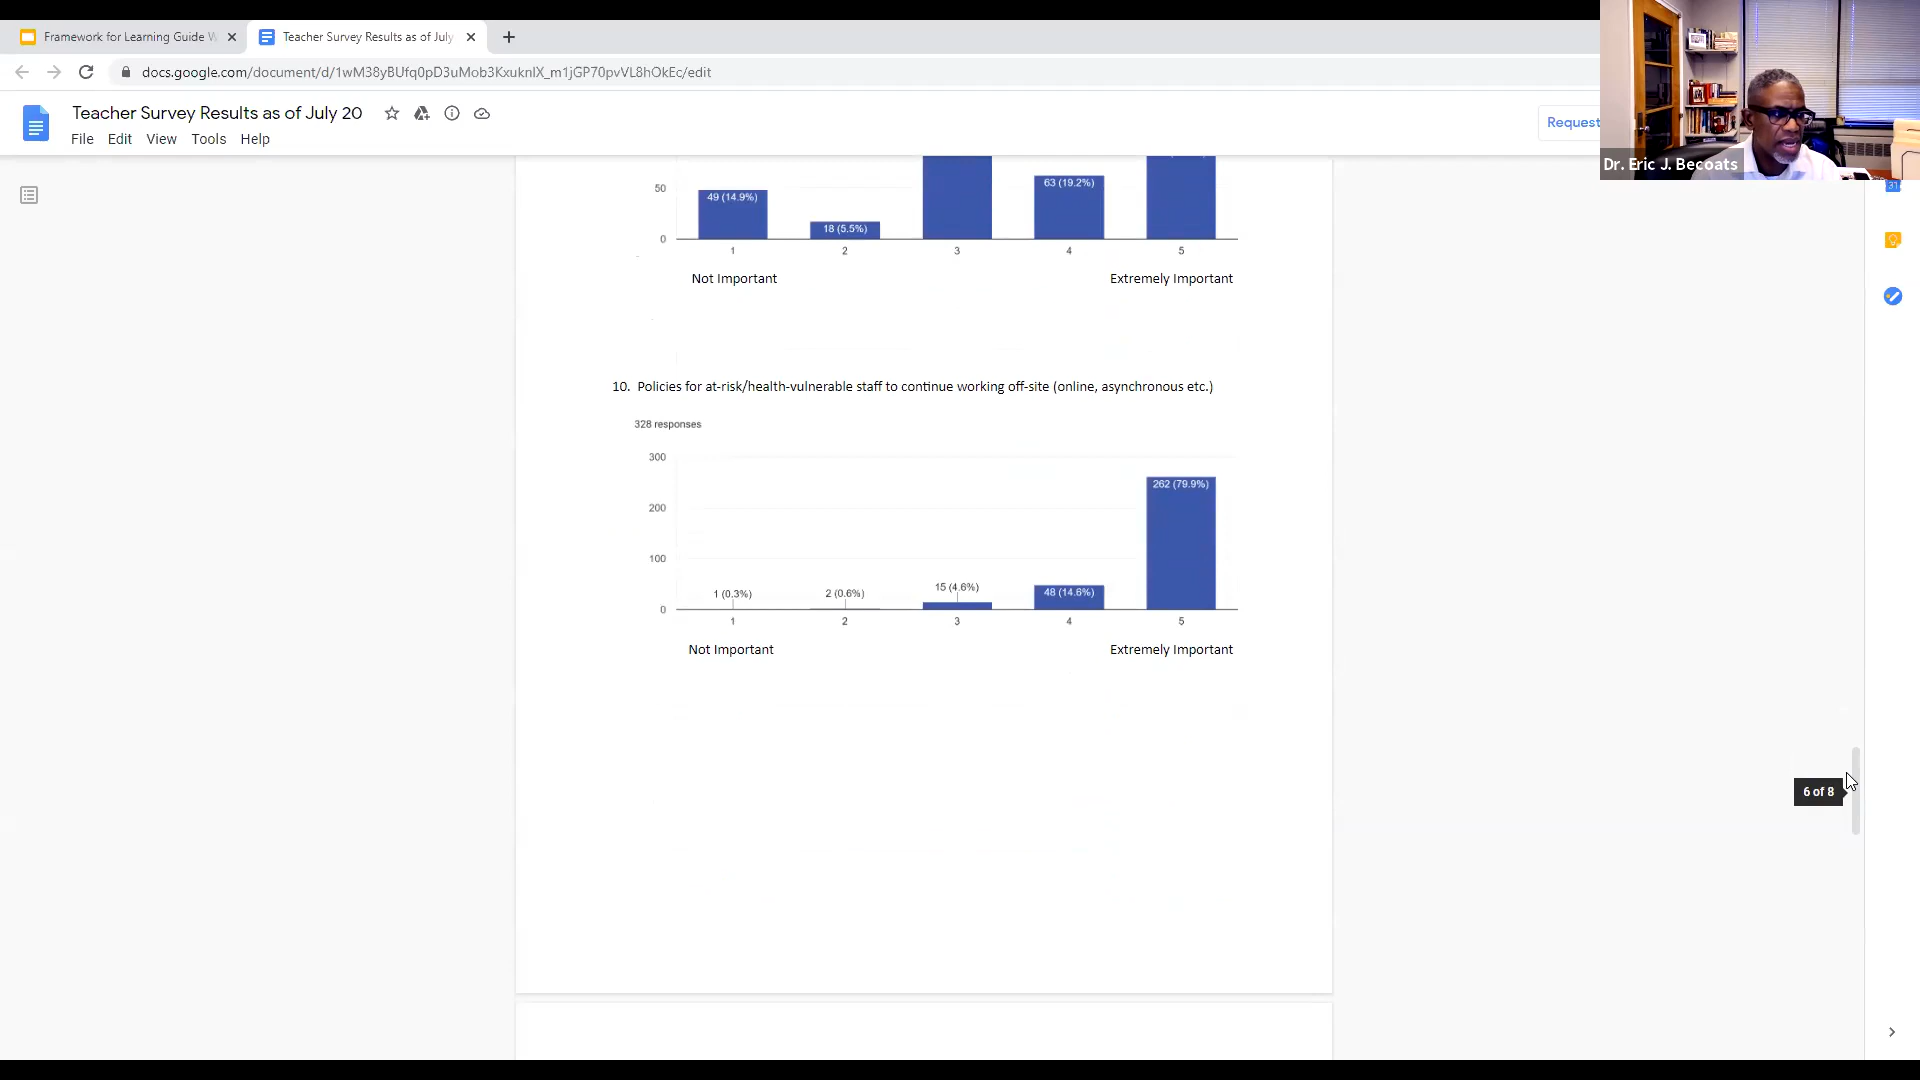 Framework for Learning Guide W
Teacher Survey Results as of July
docs.google.com/document/d/1wM38yBUfq0pD3uMob3KxuknlX_m1jGP70pvVL8hOkEc/edit
Teacher Survey Results as of July 20
File Edit View Tools Help
Request
Dr. Eric J. Becoats
31
50
49 (14.9%)
63 (19.2%)
18 (5.5%)
0
1 2 3 4 5
Not Important Extremely Important
10. Policies for at-risk/health-vulnerable staff to continue working off-site (online, asynchronous etc.)
328 responses
300
262 (79.9%)
200
100
1 (0.3%) 2 (0.6%) 15 (4.6%) 48 (14.6%)
0
1 2 3 4 5
Not Important Extremely Important
6 of 8